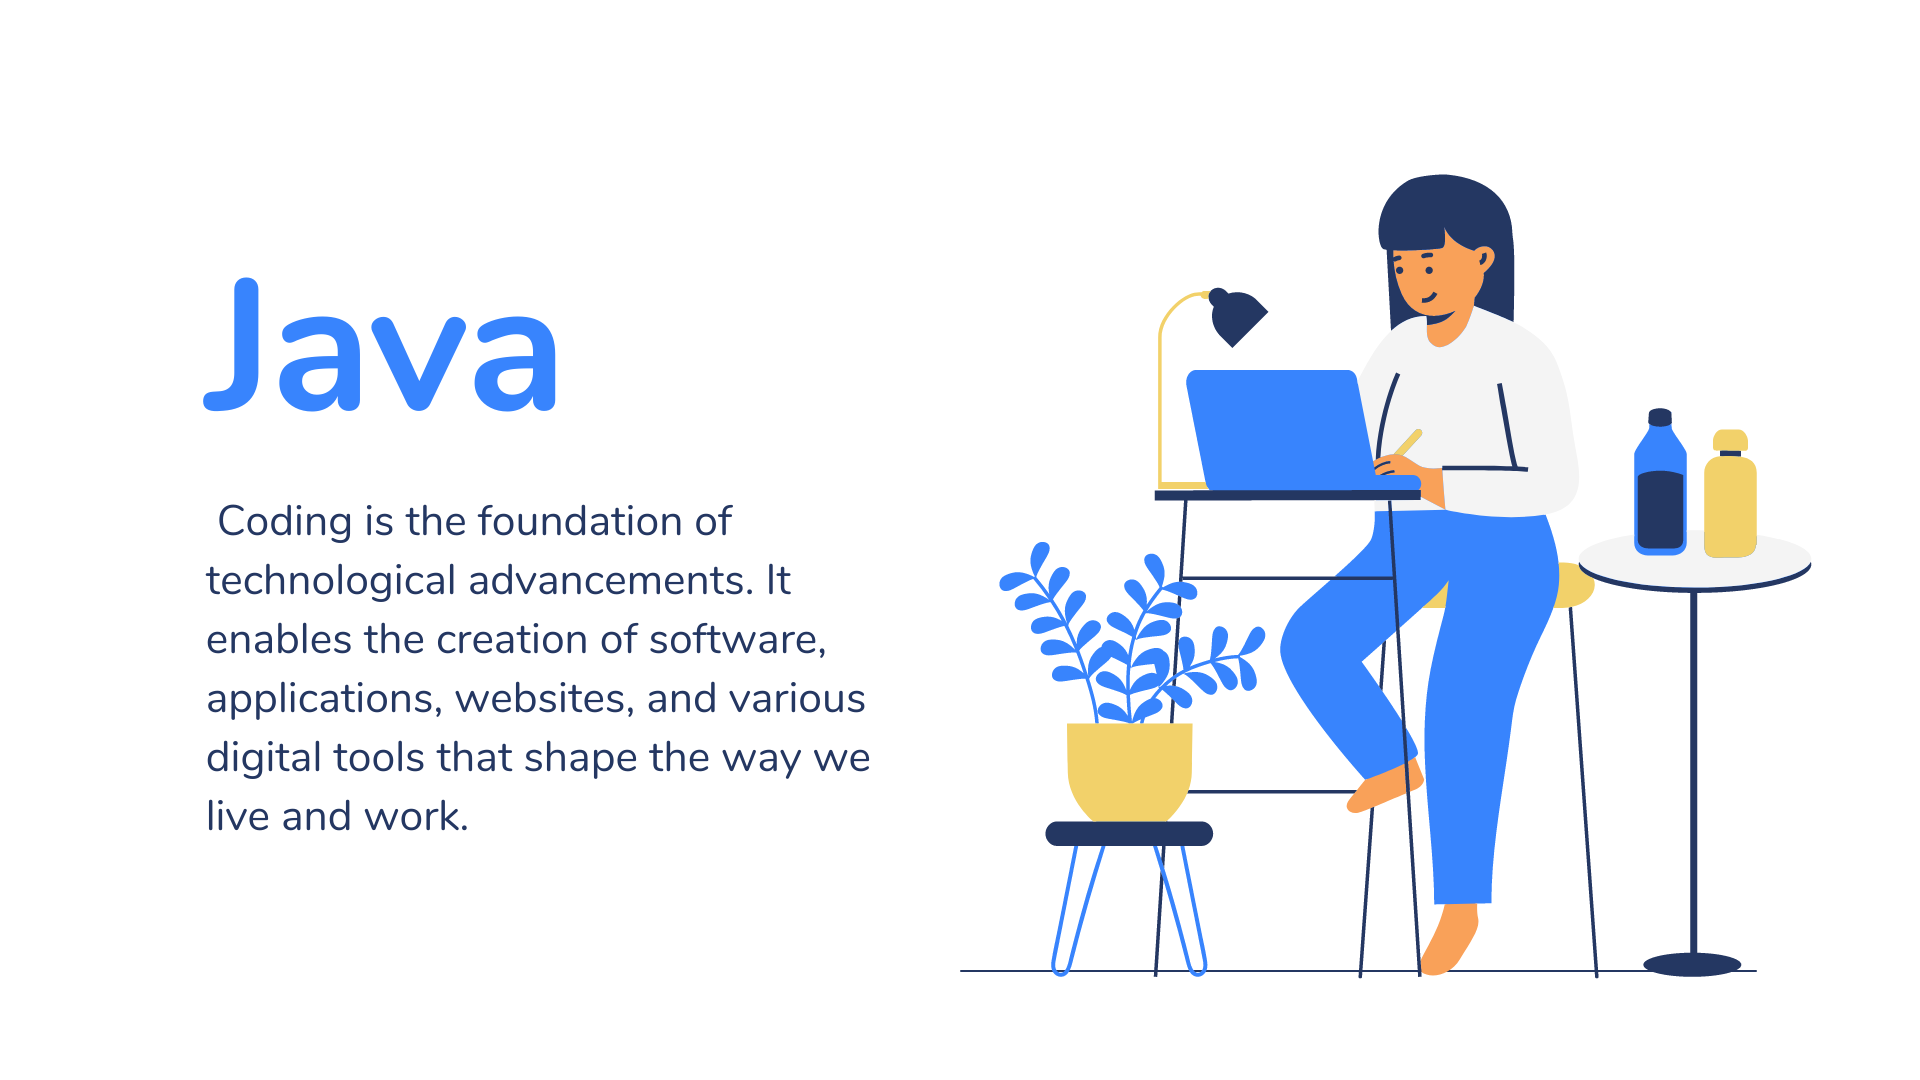 Java
Coding is the foundation of
technological advancements. It
enables the creation of software,
applications, websites, and various
digital tools that shape the way we
live and work.